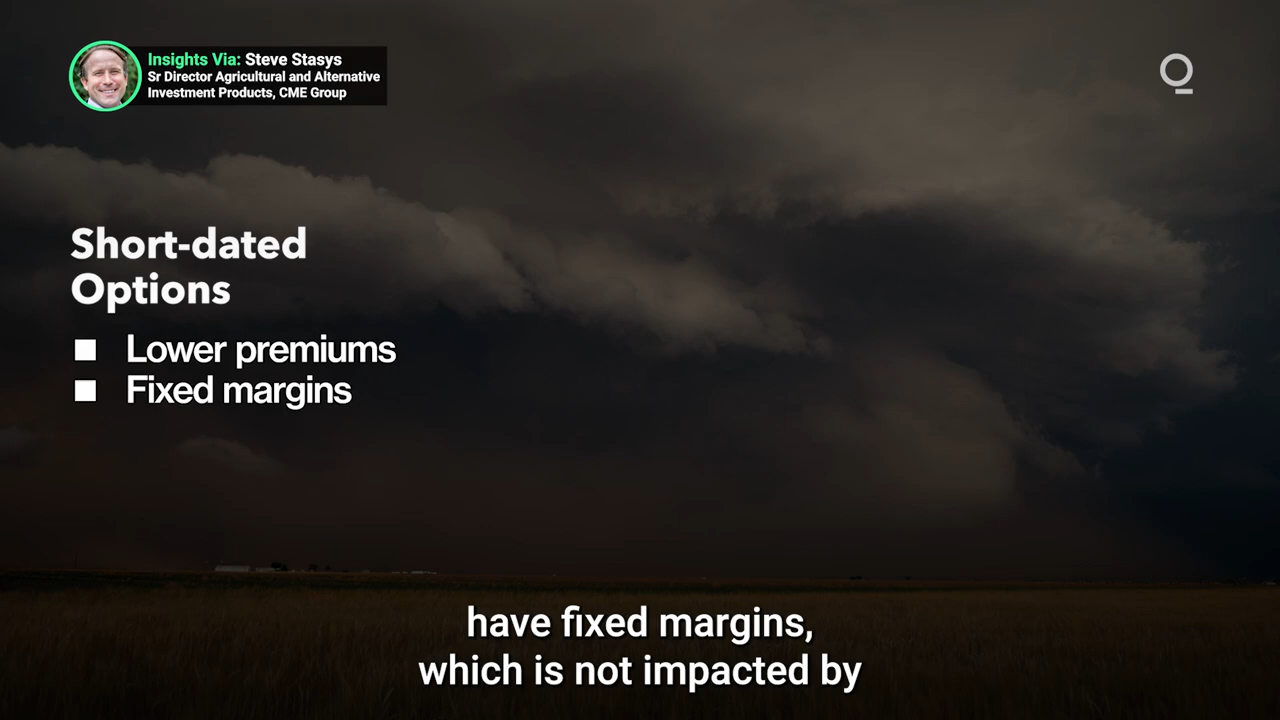 Insights Via: Steve Stasys
Sr Director Agricultural and Alternative
Investment Products, CME Group
Short-dated
Options
Lower premiums
Fixed margins
have fixed margins,
which is not impacted by